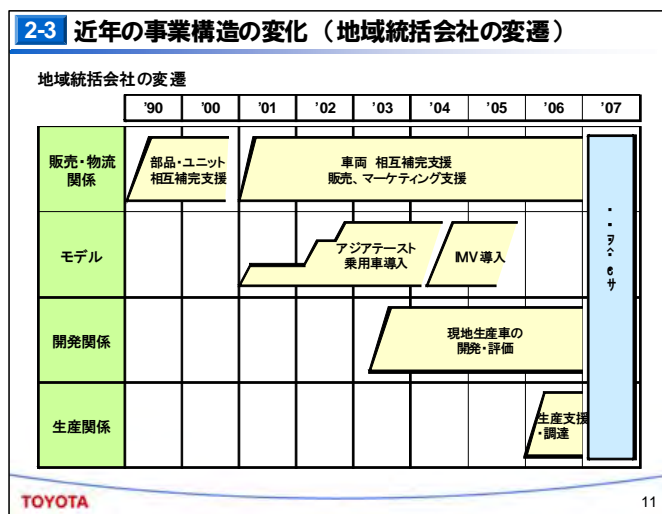 2-3 近年の事業構造の変化 （地域統括会社の変遷）
地域統括会社の変遷
'90 '00 '01 '02 '03 '04 '05 '06 '07
販売・物流
関係
部品・ユニット
相互補完支援
車両 相互補完支援
販売、マーケティング支援
モデル
アジアテースト
乗用車導入
IMV導入
開発関係
現地生産車の
開発・評価
生産関係
生産支援
・調達
TOYOTA
11